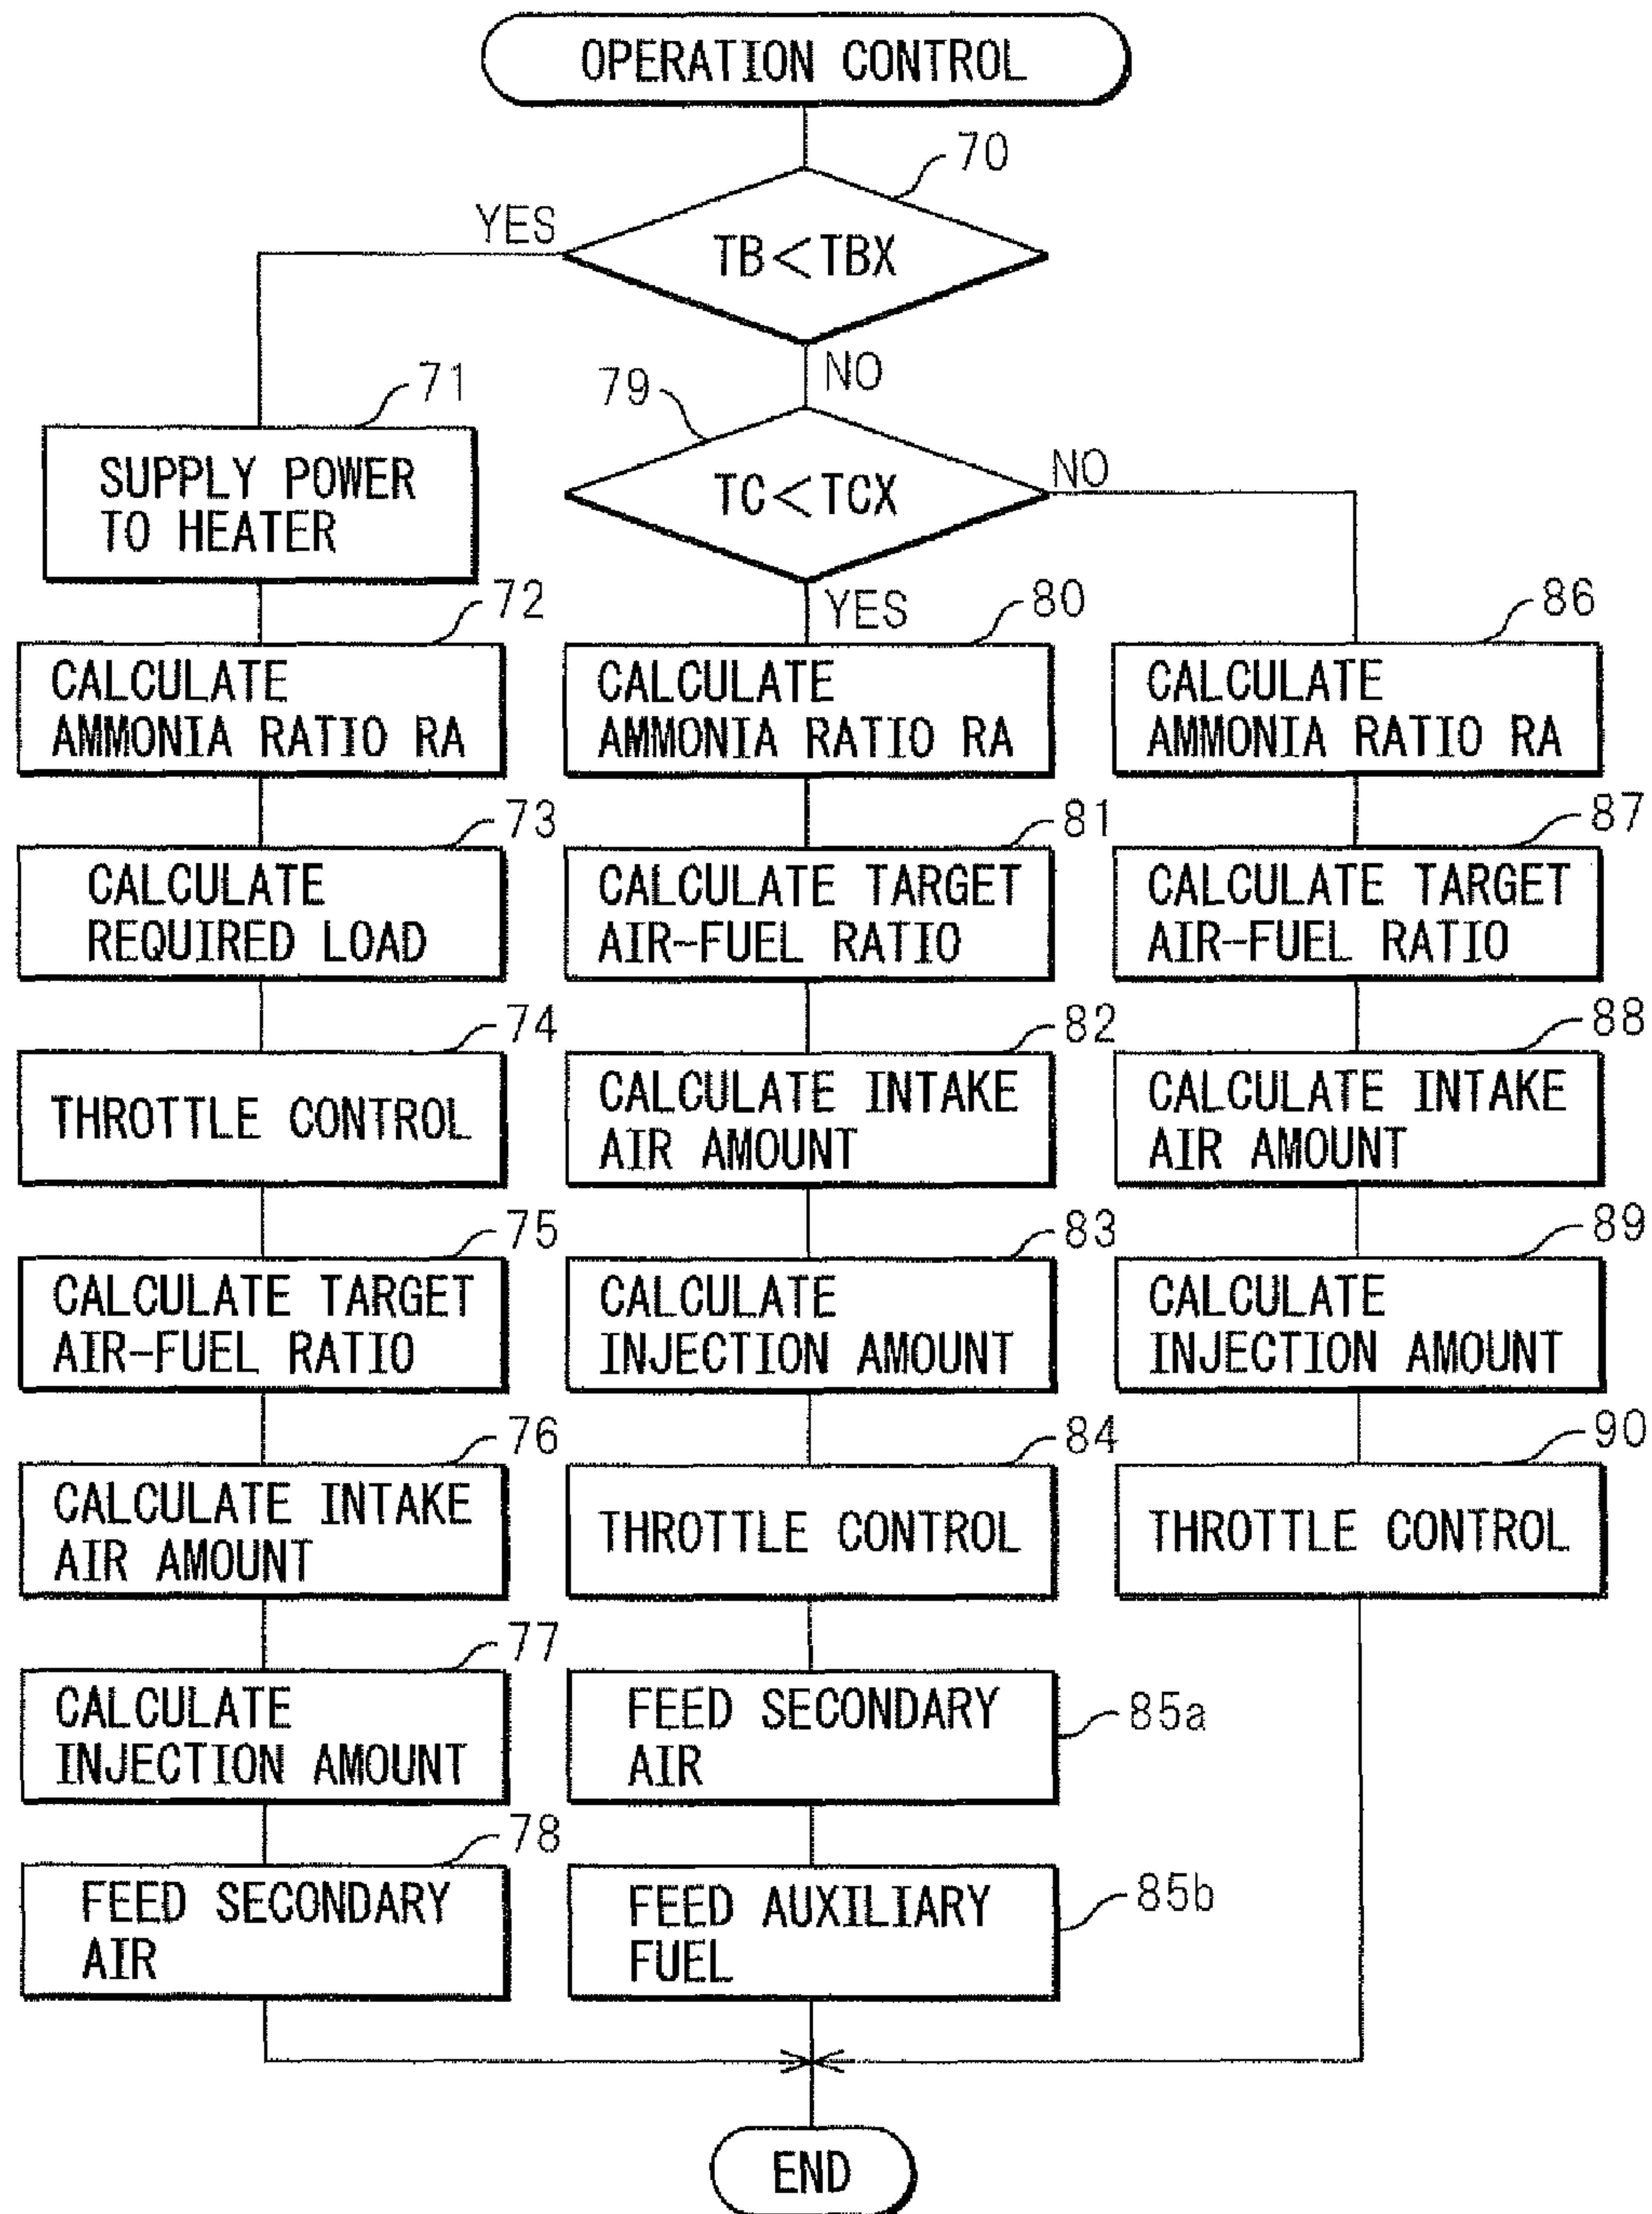 OPERATION CONTROL
70
YES
TB<TBX
NO
71
SUPPLY POWER
TO HEATER
72
CALCULATE
AMMONIA RATIO RA
73
CALCULATE
REQUIRED LOAD
74
THROTTLE CONTROL
75
CALCULATE TARGET
AIR-FUEL RATIO
76
CALCULATE INTAKE
AIR AMOUNT
77
CALCULATE
INJECTION AMOUNT
78
FEED SECONDARY
AIR
79
TC<TCX
NO
YES
80
CALCULATE
AMMONIA RATIO RA
81
CALCULATE TARGET
AIR-FUEL RATIO
82
CALCULATE INTAKE
AIR AMOUNT
83
CALCULATE
INJECTION AMOUNT
84
THROTTLE CONTROL
FEED SECONDARY
AIR
85a
FEED AUXILIARY
FUEL
85b
86
CALCULATE
AMMONIA RATIO RA
87
CALCULATE TARGET
AIR-FUEL RATIO
88
CALCULATE INTAKE
AIR AMOUNT
89
CALCULATE
INJECTION AMOUNT
90
THROTTLE CONTROL
END